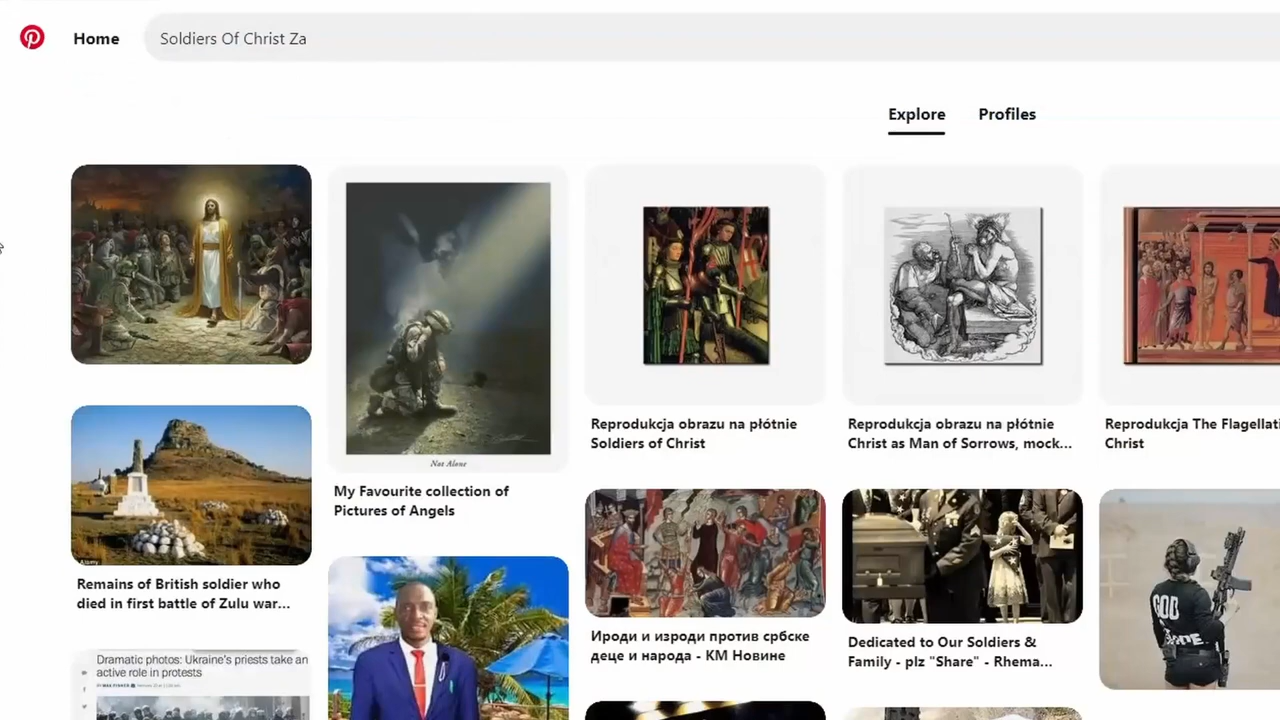 Home
Soldiers Of Christ Za
Explore
Profiles
Not Alone
My Favourite collection of
Pictures of Angels
Reprodukcja obrazu na płótnie
Soldiers of Christ
Reprodukcja obrazu na płótnie
Christ as Man of Sorrows, mock...
Reprodukcja The Flagellati
Christ
alamy
Remains of British soldier who
died in first battle of Zulu war...
Ироди и изроди против србске
деце и народа - КМ Новине
Dedicated to Our Soldiers &
Family - plz "Share" - Rhema...
GOD
Dramatic photos: Ukraine's priests take an
active role in protests